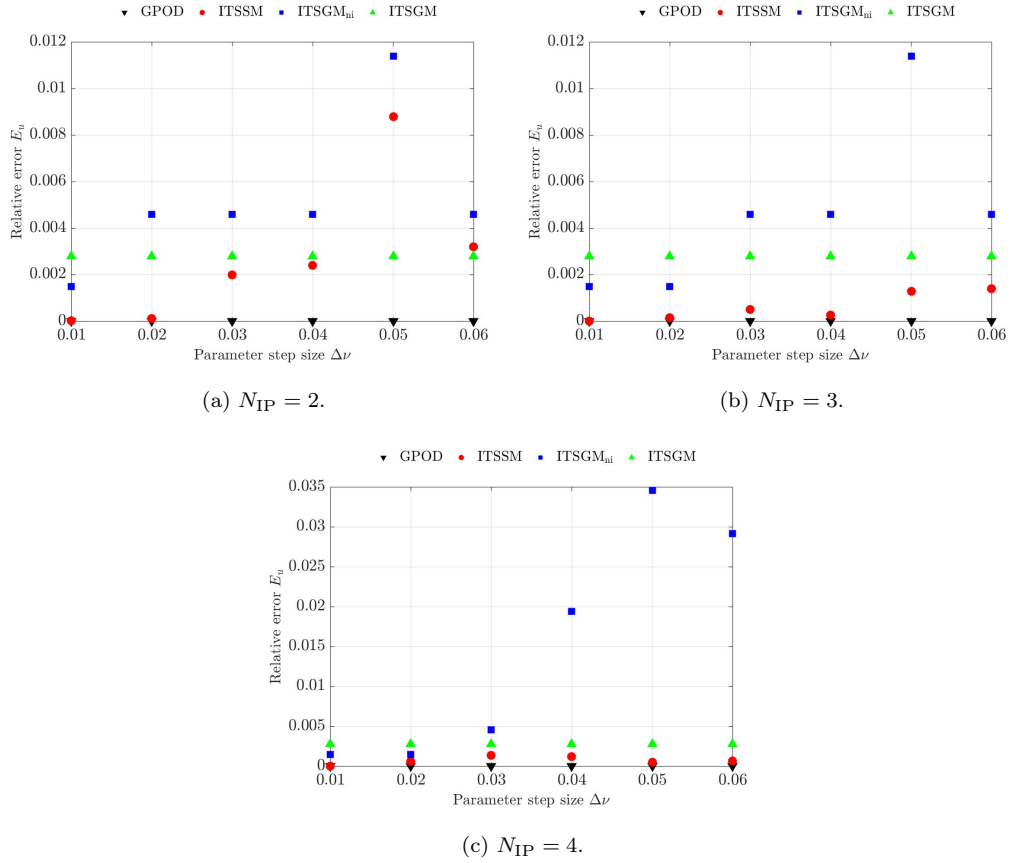 GPOD ITSSM ITSGMni ITSGM
0.012
0.01
0.008
0.006
0.004
0.002
0
Relative error Eu
0.01 0.02 0.03 0.04 0.05 0.06
Parameter step size Δν
(a) NIP = 2.
GPOD ITSSM ITSGMni ITSGM
0.012
0.01
0.008
0.006
0.004
0.002
0
Relative error Eu
0.01 0.02 0.03 0.04 0.05 0.06
Parameter step size Δν
(b) NIP = 3.
GPOD ITSSM ITSGMni ITSGM
0.035
0.03
0.025
0.02
0.015
0.01
0.005
0
Relative error Eu
0.01 0.02 0.03 0.04 0.05 0.06
Parameter step size Δν
(c) NIP = 4.